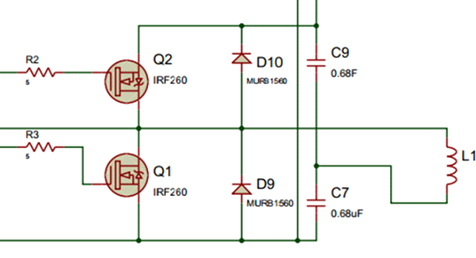 R2
5
Q2
IRF260
D10
MURB1560
C9
0.68F
R3
5
Q1
IRF260
D9
MURB1560
C7
0.68uF
L1